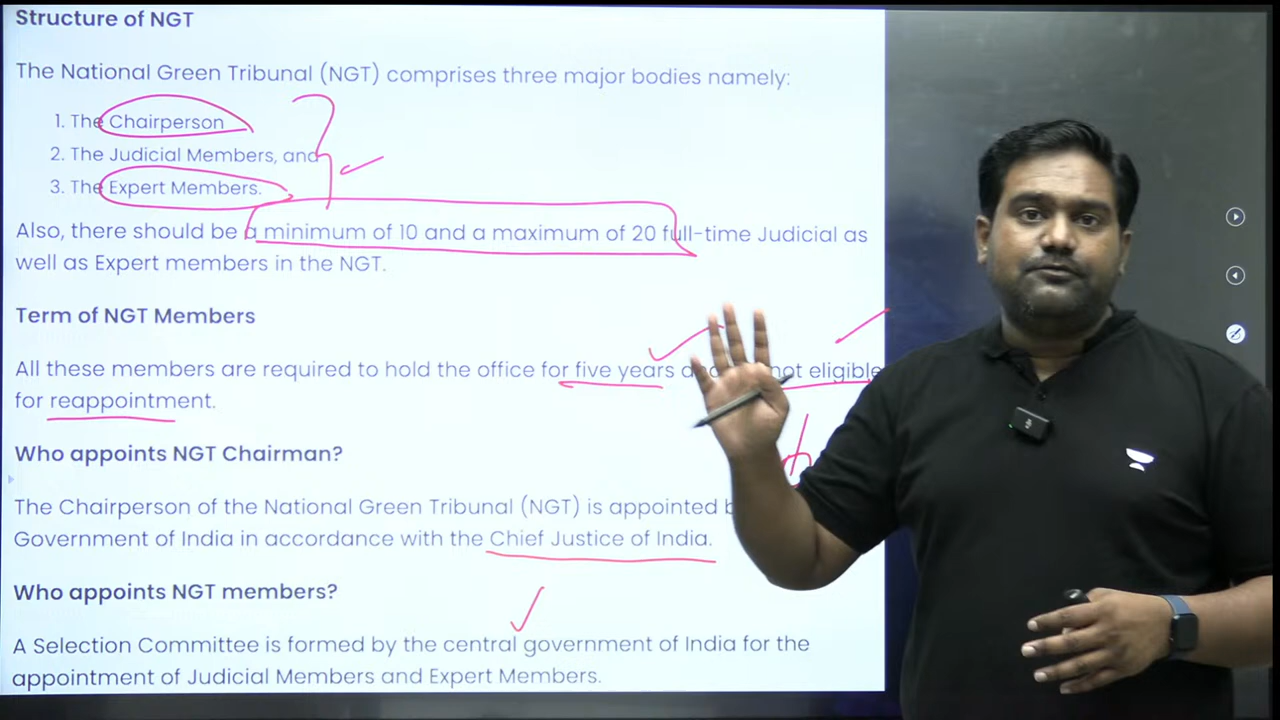 Structure of NGT
The National Green Tribunal (NGT) comprises three major bodies namely:
1. The Chairperson
2. The Judicial Members, and
3. The Expert Members.
Also, there should be a minimum of 10 and a maximum of 20 full-time Judicial as
well as Expert members in the NGT.
Term of NGT Members
All these members are required to hold the office for five years not eligible
for reappointment.
Who appoints NGT Chairman?
The Chairperson of the National Green Tribunal (NGT) is appointed
Government of India in accordance with the Chief Justice of India.
Who appoints NGT members?
A Selection Committee is formed by the central government of India for the
appointment of Judicial Members and Expert Members.